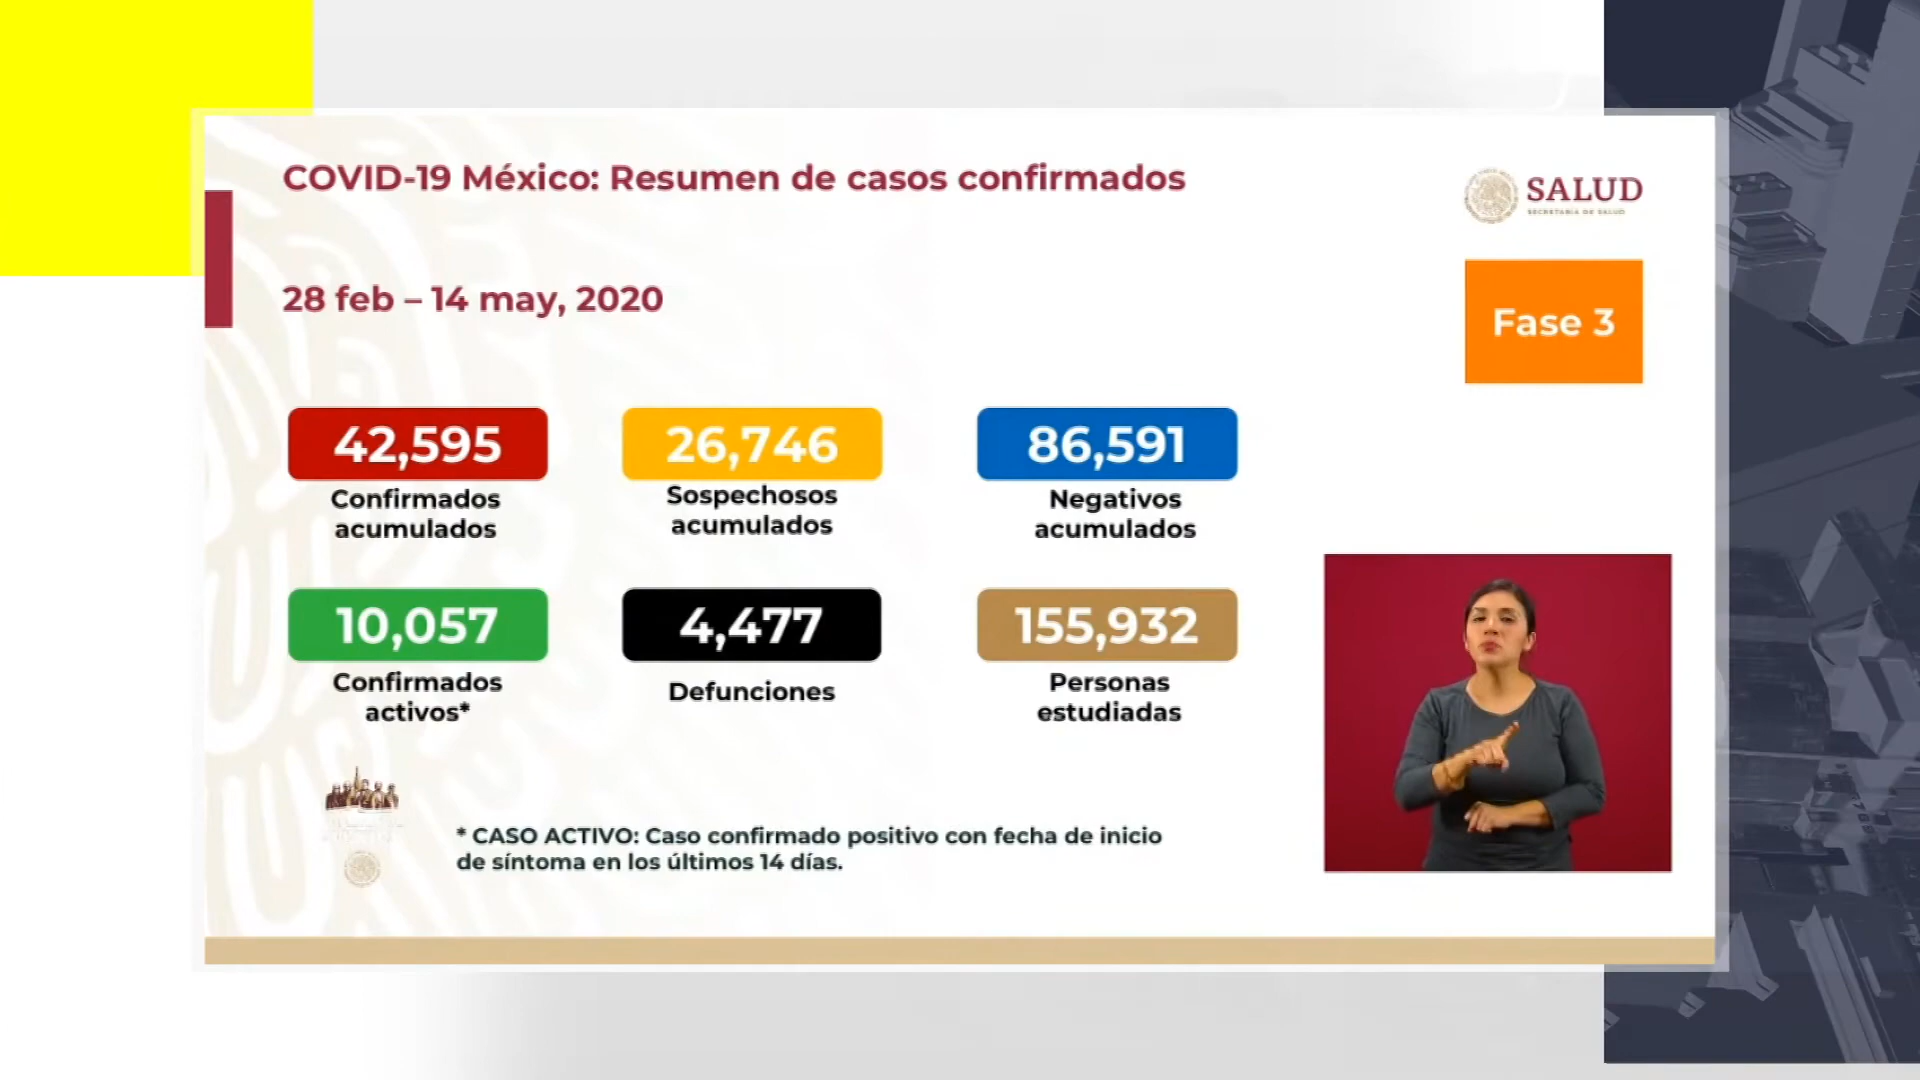 COVID-19 México: Resumen de casos confirmados
SALUD
SECRETARÍA DE SALUD
28 feb – 14 may, 2020
Fase 3
42,595
26,746
86,591
Confirmados
acumulados
Sospechosos
acumulados
Negativos
acumulados
10,057
4,477
155,932
Confirmados
activos*
Defunciones
Personas
estudiadas
* CASO ACTIVO: Caso confirmado positivo con fecha de inicio
de síntoma en los últimos 14 días.